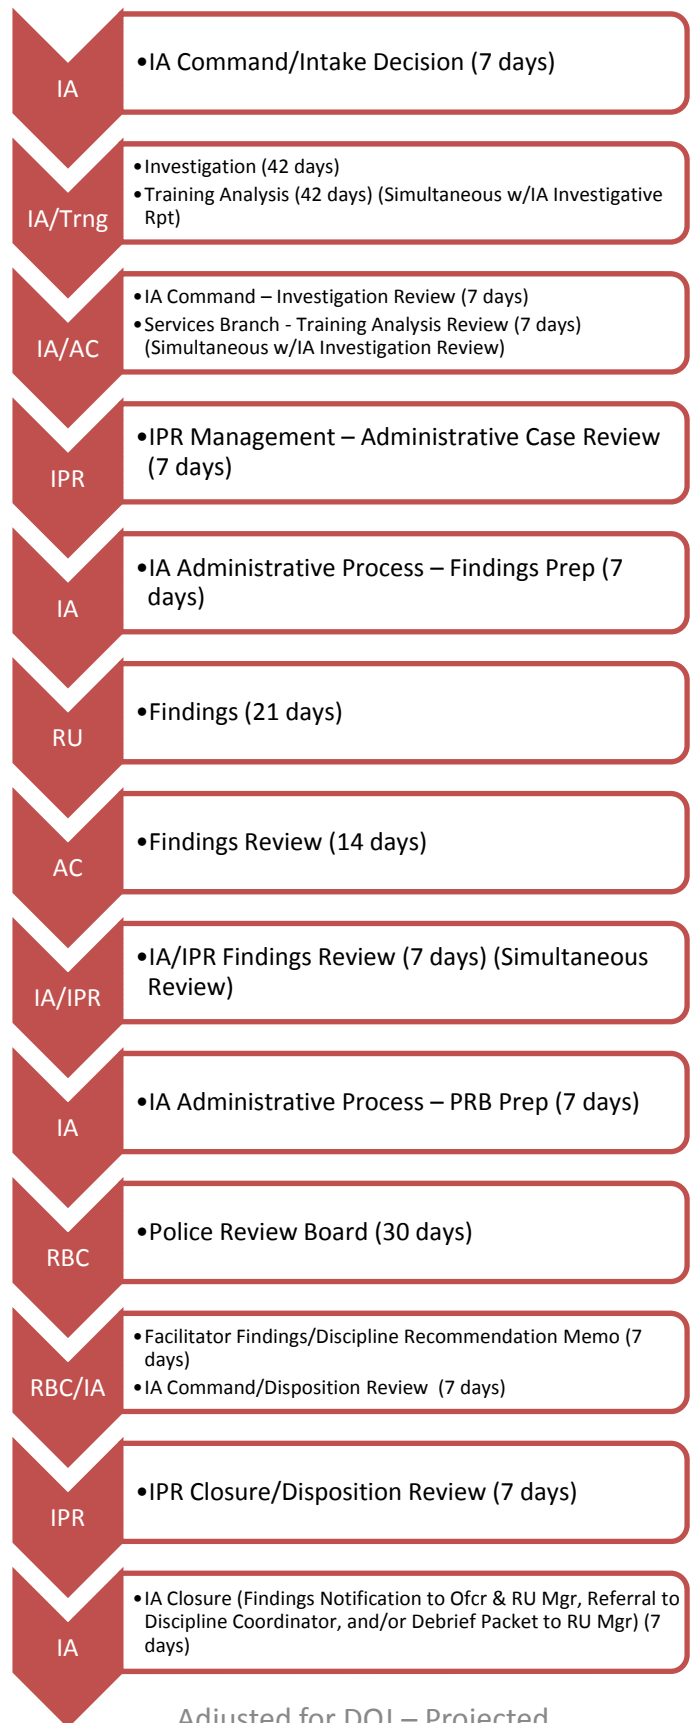 IA
•IA Command/Intake Decision (7 days)
IA/Trng
•Investigation (42 days)
•Training Analysis (42 days) (Simultaneous w/IA Investigative
Rpt)
IA/AC
•IA Command – Investigation Review (7 days)
•Services Branch - Training Analysis Review (7 days)
(Simultaneous w/IA Investigation Review)
IPR
•IPR Management – Administrative Case Review
(7 days)
IA
•IA Administrative Process – Findings Prep (7
days)
RU
•Findings (21 days)
AC
•Findings Review (14 days)
IA/IPR
•IA/IPR Findings Review (7 days) (Simultaneous
Review)
IA
•IA Administrative Process – PRB Prep (7 days)
RBC
•Police Review Board (30 days)
RBC/IA
•Facilitator Findings/Discipline Recommendation Memo (7
days)
•IA Command/Disposition Review (7 days)
IPR
•IPR Closure/Disposition Review (7 days)
IA
•IA Closure (Findings Notification to Ofcr & RU Mgr, Referral to
Discipline Coordinator, and/or Debrief Packet to RU Mgr) (7
days)
Adjusted for DOJ – Projected